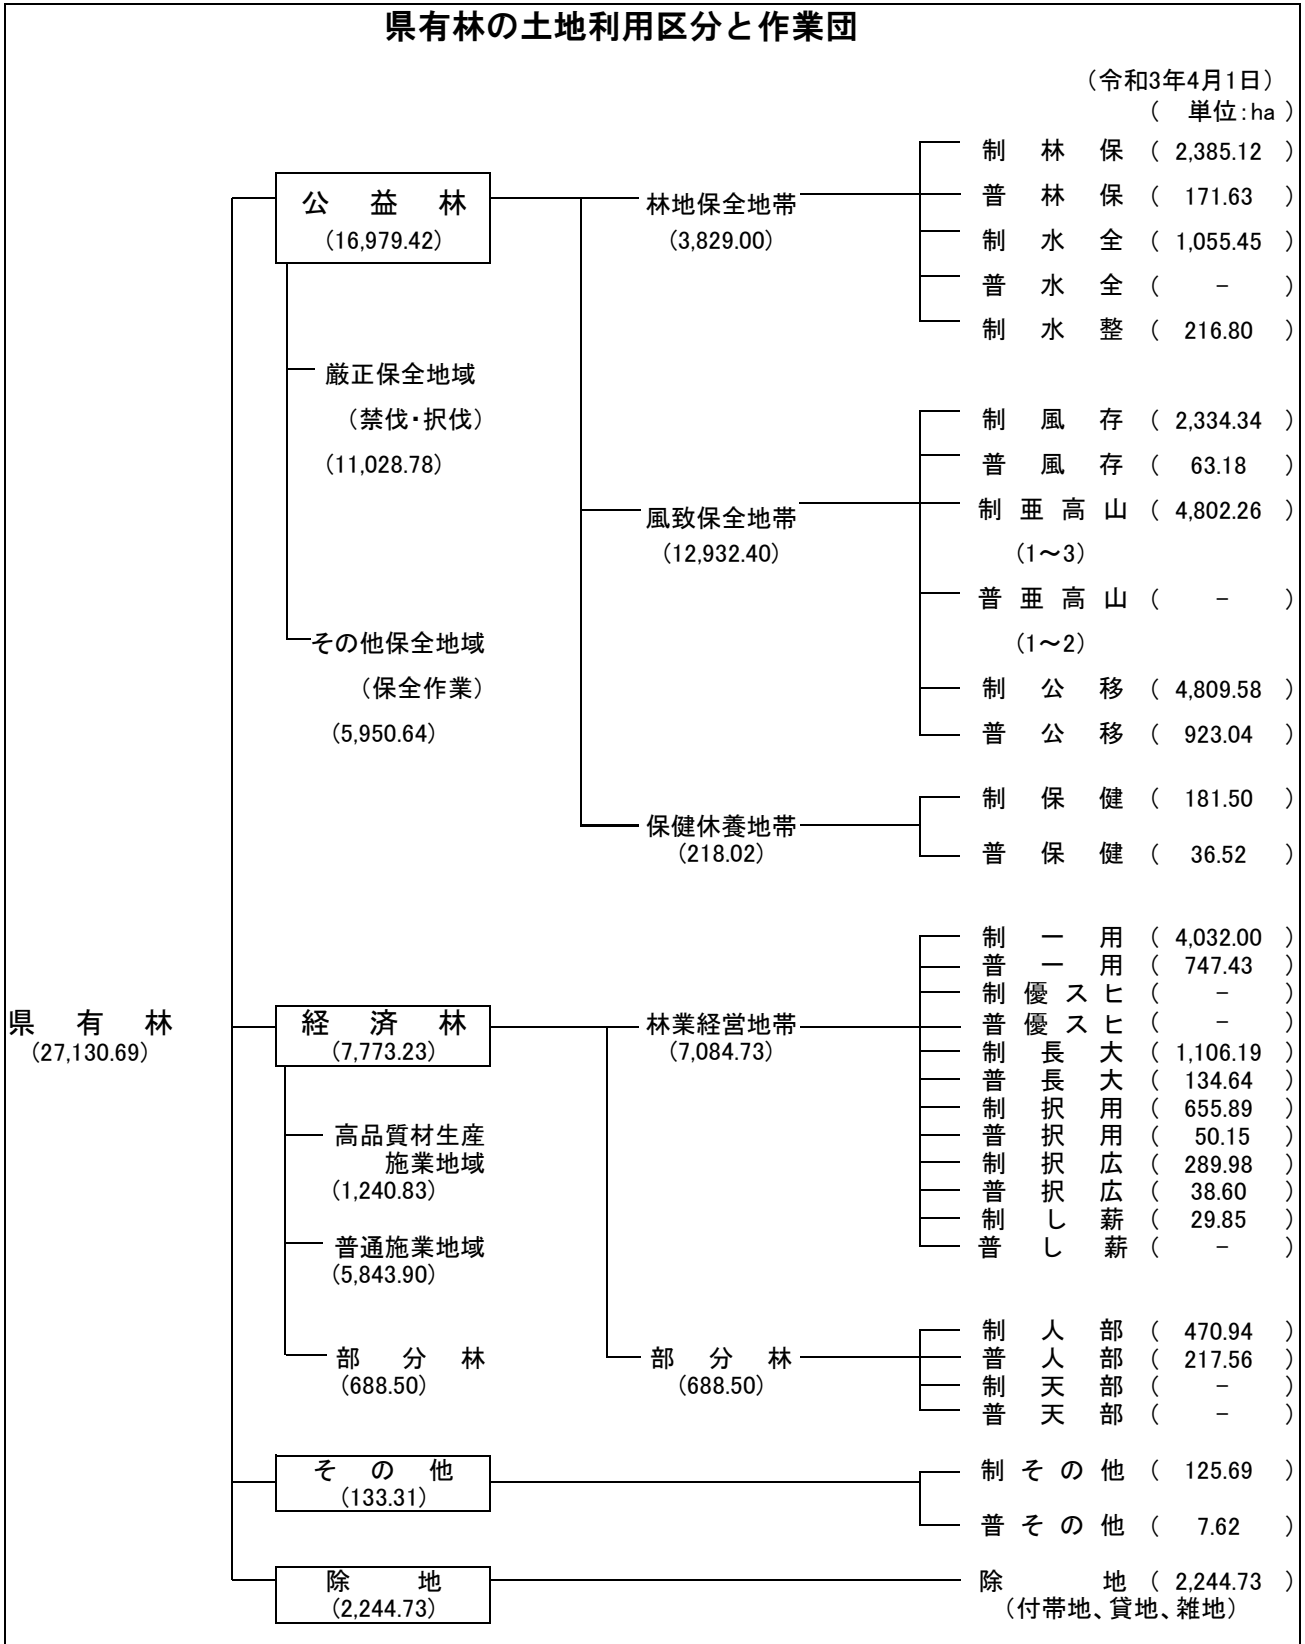 県有林の土地利用区分と作業団
（令和3年4月1日）
（ 単位:ha ）
公益林
(16,979.42)
厳正保全地域
（禁伐・択伐）
(11,028.78)
その他保全地域
（保全作業）
(5,950.64)
林地保全地帯
(3,829.00)
制林保（ 2,385.12 ）
普林保（ 171.63 ）
制水全（ 1,055.45 ）
普水全（ － ）
制水整（ 216.80 ）
風致保全地帯
(12,932.40)
制風存（ 2,334.34 ）
普風存（ 63.18 ）
制亜高山（ 4,802.26 ）
(1～3)
普亜高山（ － ）
(1～2)
制公移（ 4,809.58 ）
普公移（ 923.04 ）
保健休養地帯
(218.02)
制保健（ 181.50 ）
普保健（ 36.52 ）
県有林
(27,130.69)
経済林
(7,773.23)
高品質材生産
施業地域
(1,240.83)
普通施業地域
(5,843.90)
部分林
(688.50)
林業経営地帯
(7,084.73)
制一用（ 4,032.00 ）
普一用（ 747.43 ）
制優スヒ（ － ）
普優スヒ（ － ）
制長大（ 1,106.19 ）
普長大（ 134.64 ）
制択用（ 655.89 ）
普択用（ 50.15 ）
制択広（ 289.98 ）
普択広（ 38.60 ）
制し薪（ 29.85 ）
普し薪（ － ）
部分林
(688.50)
制人部（ 470.94 ）
普人部（ 217.56 ）
制天部（ － ）
普天部（ － ）
その他
(133.31)
制その他（ 125.69 ）
普その他（ 7.62 ）
除地
(2,244.73)
除地（ 2,244.73 ）
（付帯地、貸地、雑地）